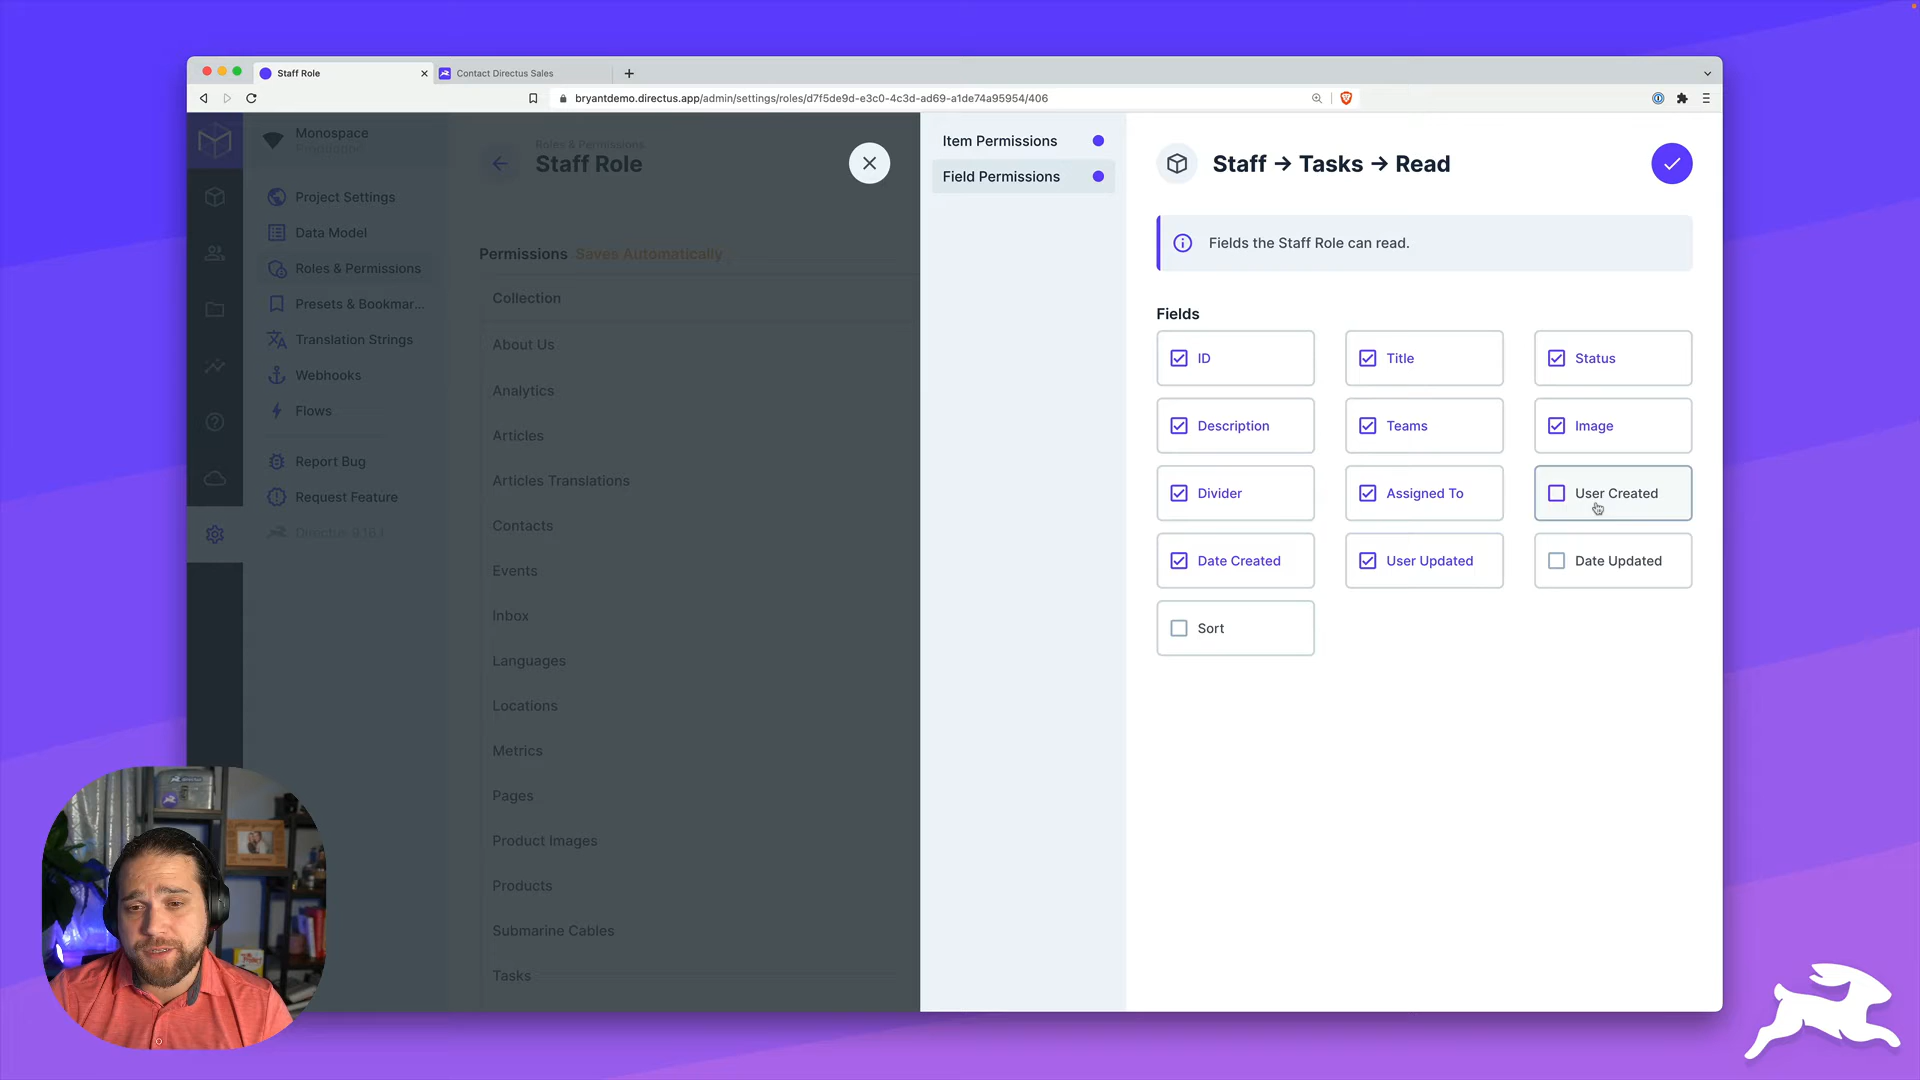 Staff Role
Contact Directus Sales
bryantdemo.directus.app/admin/settings/roles/d7f5de9d-e3c0-4c3d-ad69-a1de74a95954/406
Monospace
Production
Project Settings
Data Model
Roles & Permissions
Presets & Bookmar...
Translation Strings
Webhooks
Flows
Report Bug
Request Feature
Directus 9.16.1
Roles & Permissions
Staff Role
Permissions Saves Automatically
Collection
About Us
Analytics
Articles
Articles Translations
Contacts
Events
Inbox
Languages
Locations
Metrics
Pages
Product Images
Products
Submarine Cables
Tasks
Item Permissions
Field Permissions
Staff → Tasks → Read
Fields the Staff Role can read.
Fields
ID
Title
Status
Description
Teams
Image
Divider
Assigned To
User Created
Date Created
User Updated
Date Updated
Sort